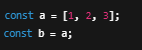 const a = [1, 2, 3];
const b = a;